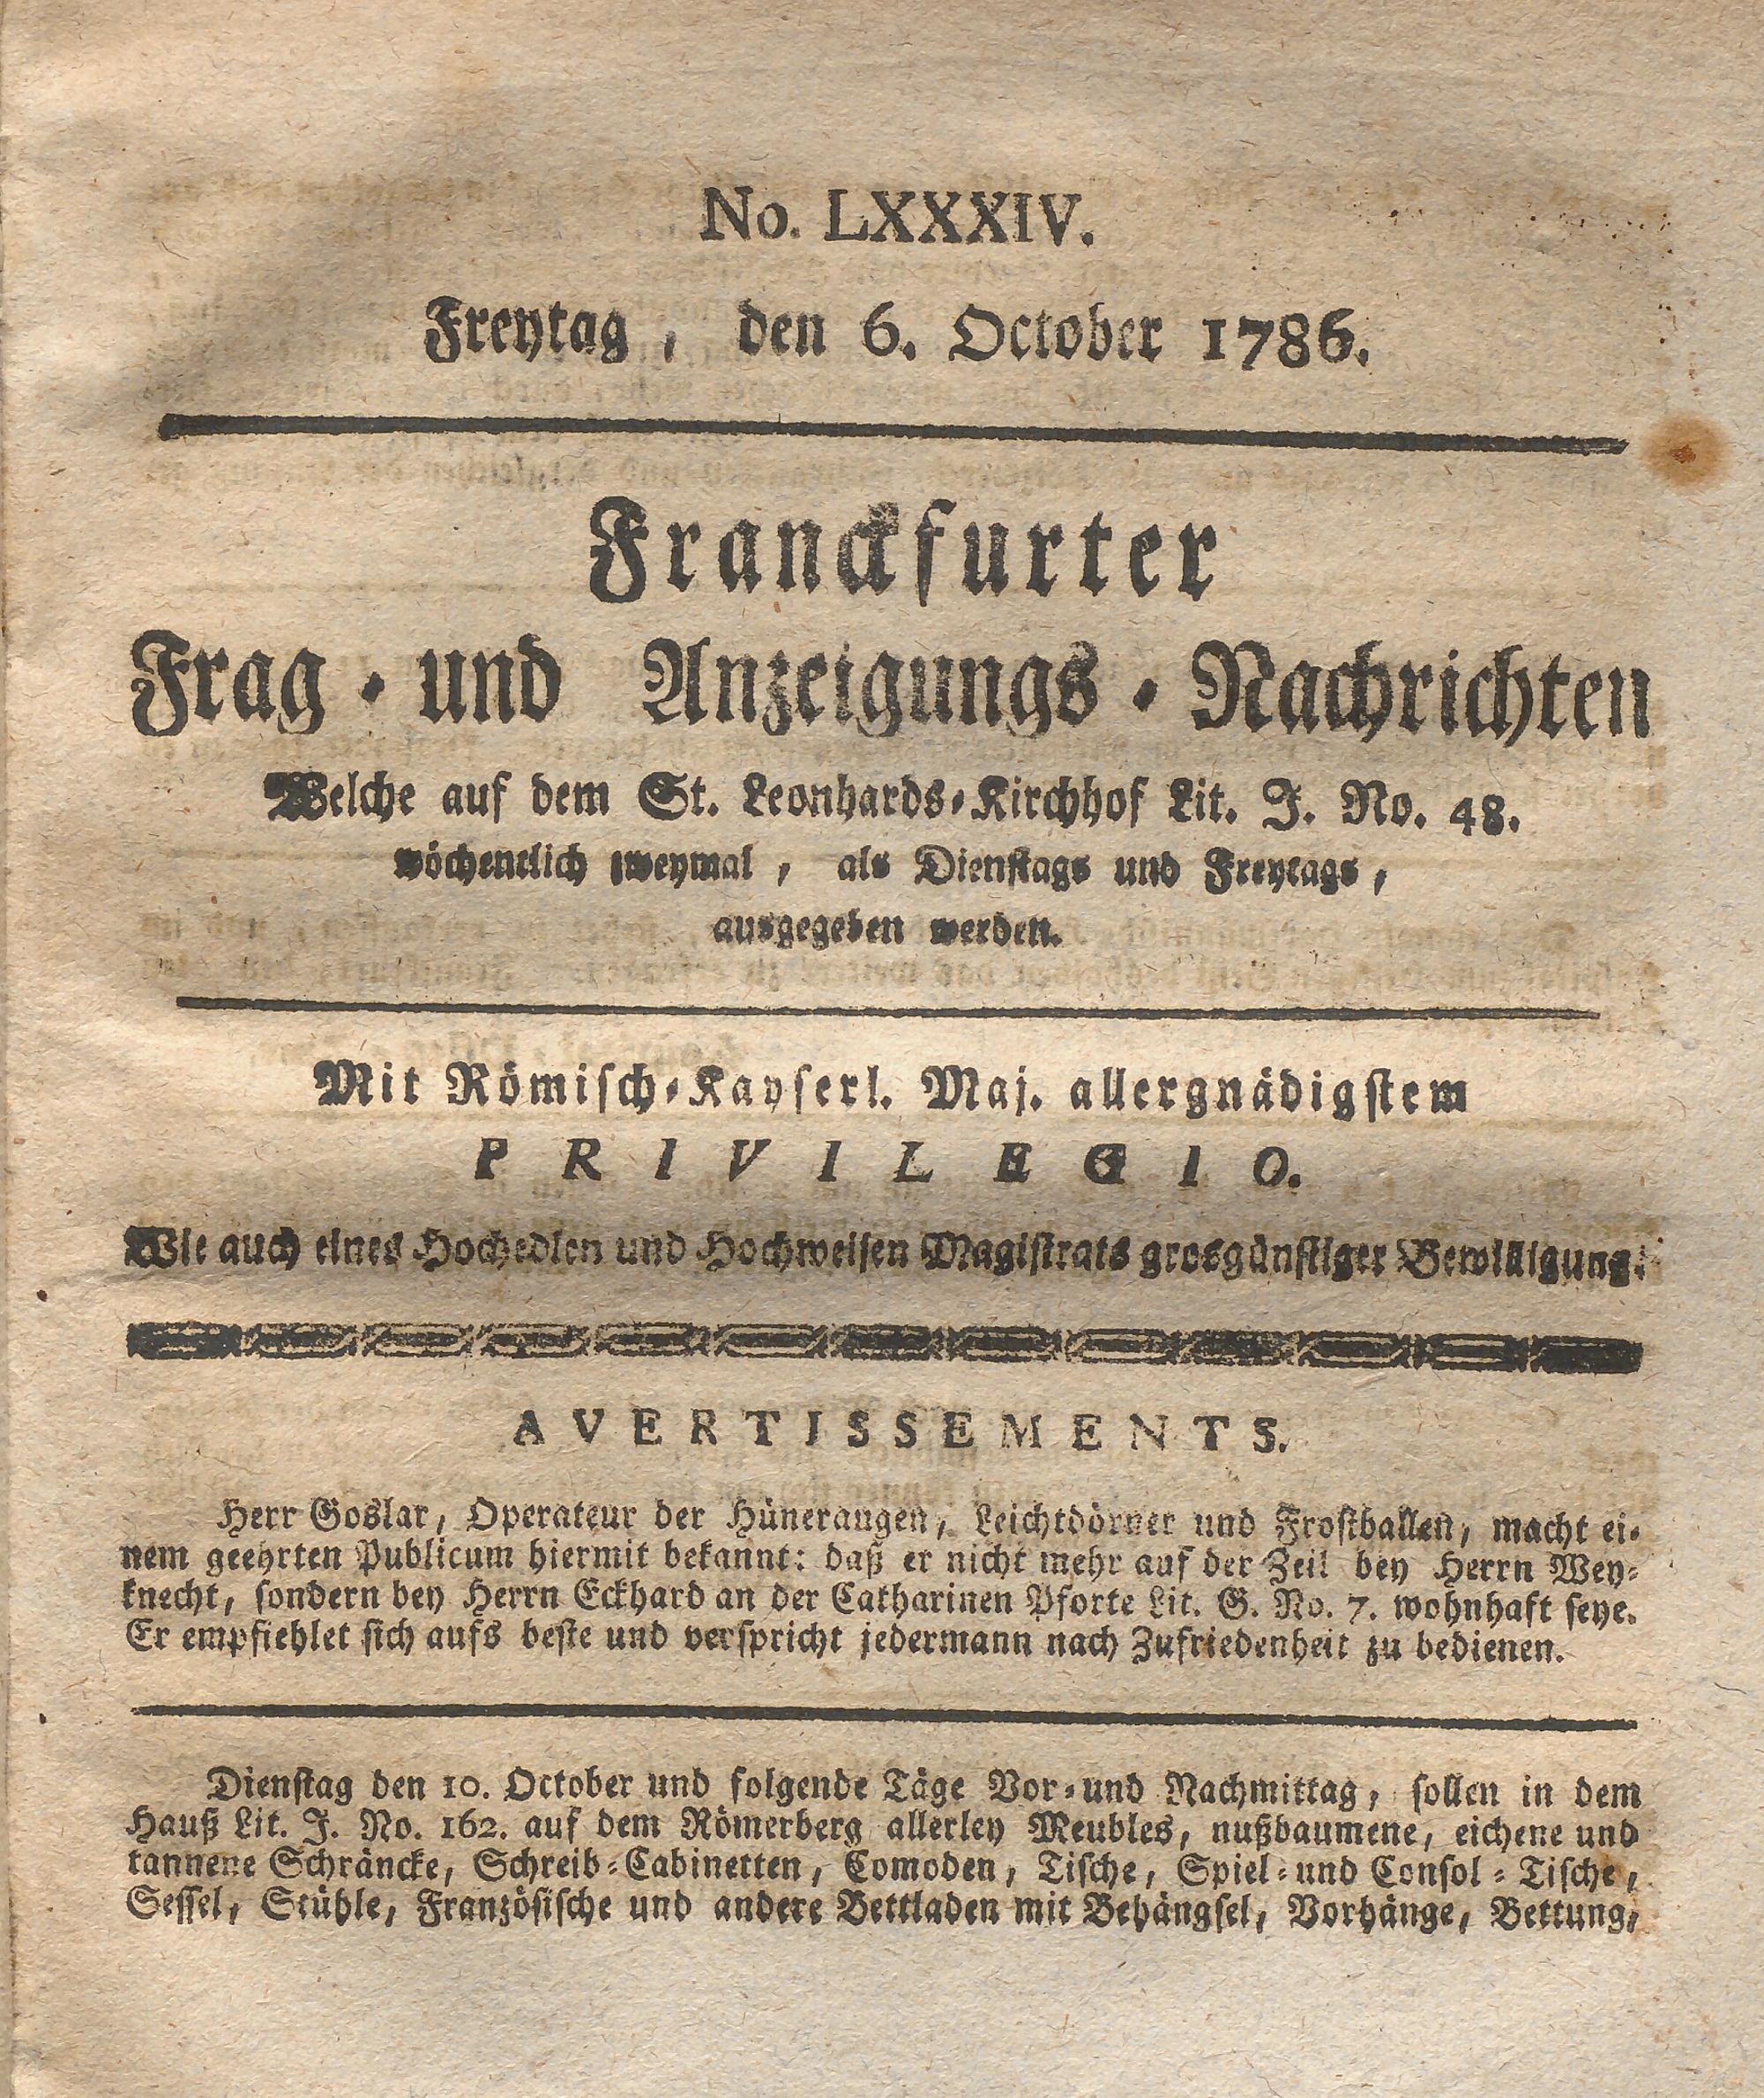 No. LXXXIV.
Freytag, den 6. October 1786.
Franckfurter
Frag- und Anzeigungs-Nachrichten
Welche auf dem St. Leonhards-Kirchhof Lit. J. No. 48.
wöchentlich zweymal, als Dienstags und Freytags,
ausgegeben werden.
Mit Römisch-Kayserl. Maj. allergnädigstem
PRIVILEGIO.
Wie auch eines Hochedlen und Hochweisen Magistrats grosgünstiger Bewilligung.
AVERTISSEMENTS.
Herr Goslar, Operateur der Hüneraugen, Leichtdörner und Frostballen, macht ei-
nem geehrten Publicum hiermit bekannt: daß er nicht mehr auf der Zeil bey Herrn Wey-
knecht, sondern bey Herrn Eckhard an der Catharinen Pforte Lit. G. No. 7. wohnhaft seye.
Er empfiehlet sich aufs beste und verspricht jedermann nach Zufriedenheit zu bedienen.
Dienstag den 10. October und folgende Täge Vor- und Nachmittag, sollen in dem
Hauß Lit. J. No. 162. auf dem Römerberg allerley Meubles, nußbaumene, eichene und
tannene Schräncke, Schreib-Cabinetten, Comoden, Tische, Spiel- und Consol-Tische,
Sessel, Stühle, Französische und andere Bettladen mit Behängsel, Vorhänge, Bettung,